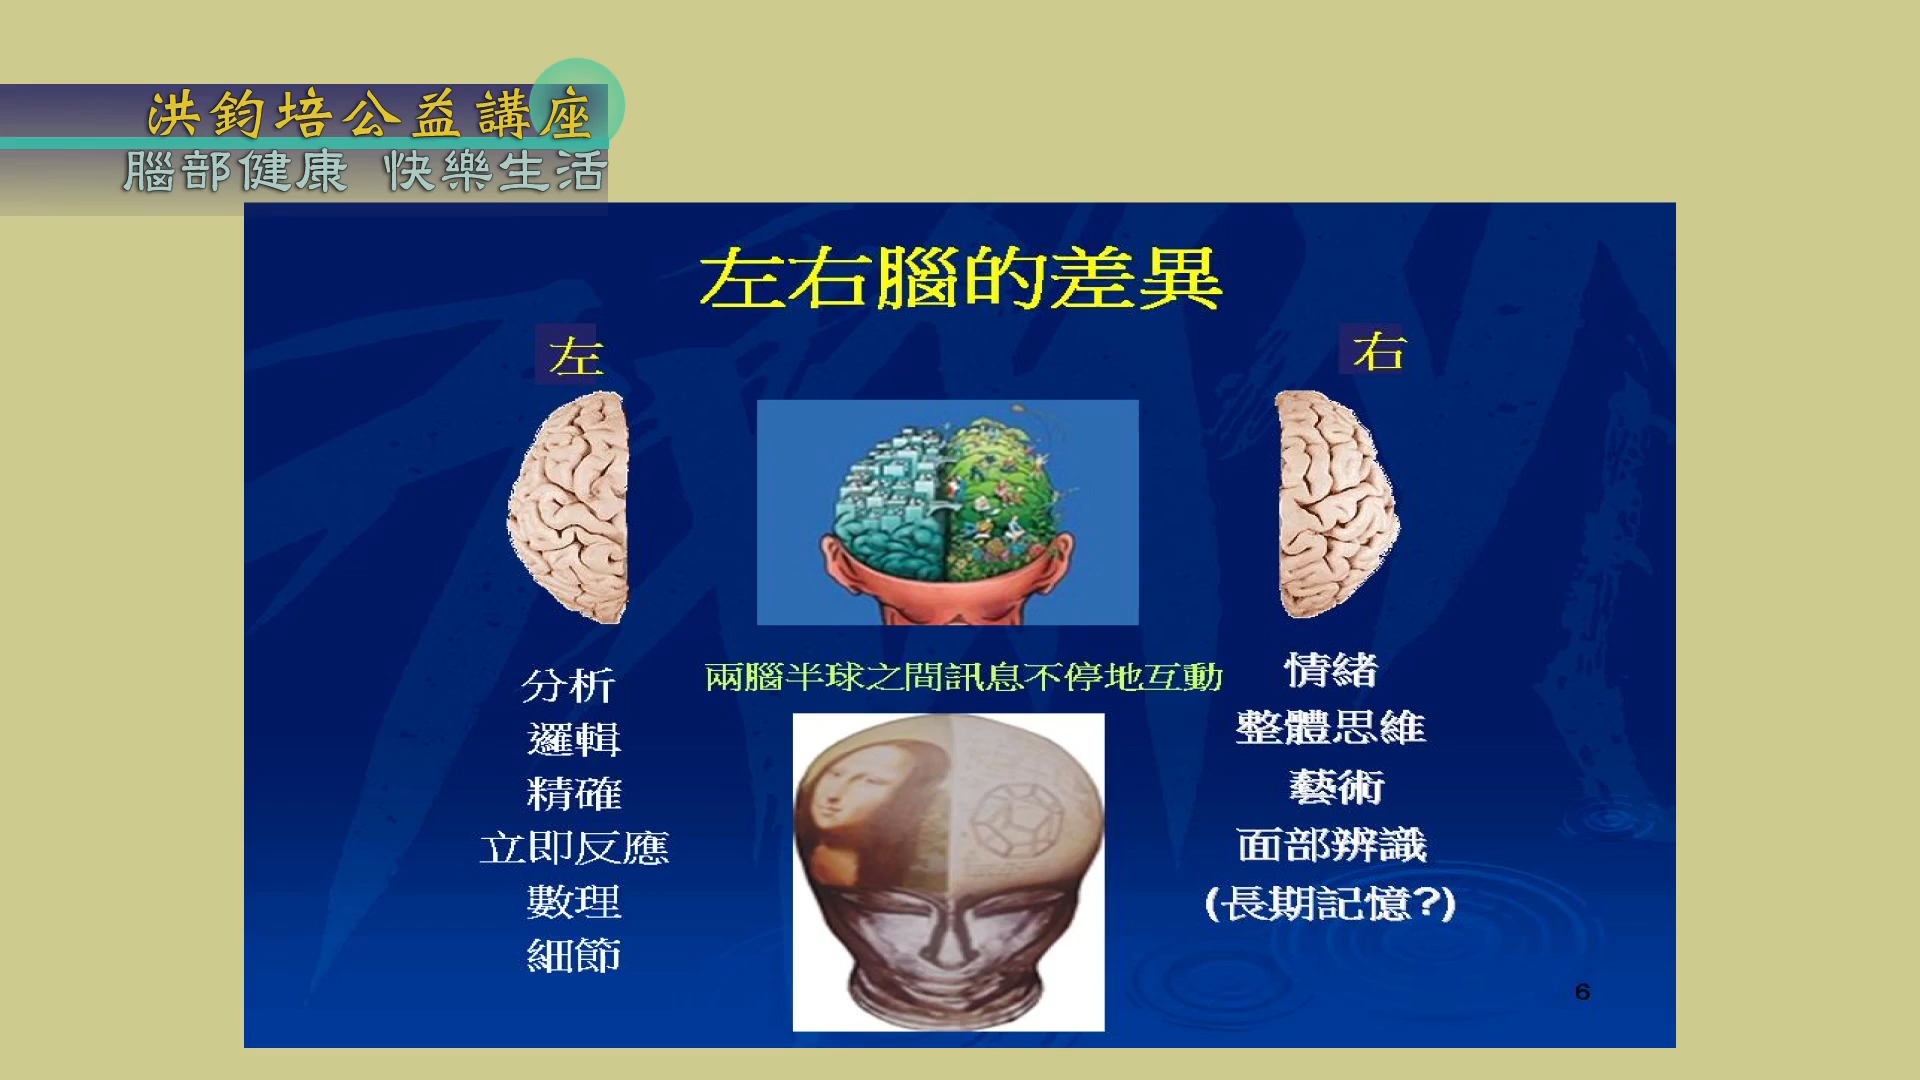 洪鈞培公益講座
腦部健康 快樂生活
左右腦的差異
左
右
分析
邏輯
精確
立即反應
數理
細節
兩腦半球之間訊息不停地互動
情緒
整體思維
藝術
面部辨識
(長期記憶?)
6